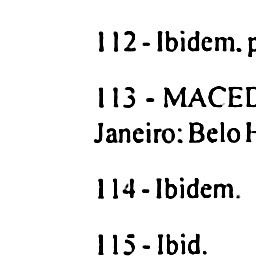 112 - Ibidem. p
113 - MACED
Janeiro: Belo H
114 - Ibidem.
115 - Ibid.